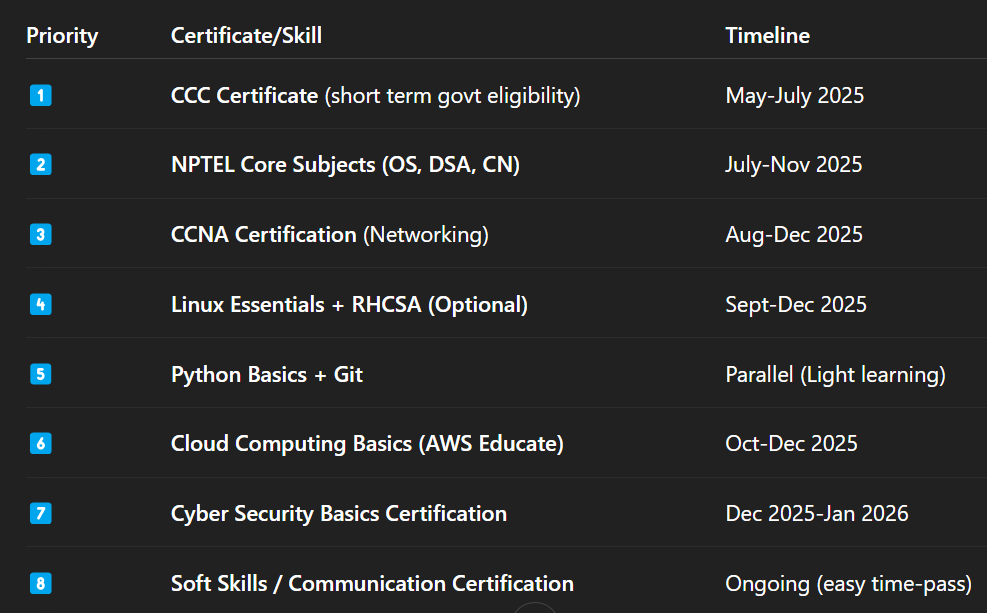 Priority Certificate/Skill Timeline
1 CCC Certificate (short term govt eligibility) May-July 2025
2 NPTEL Core Subjects (OS, DSA, CN) July-Nov 2025
3 CCNA Certification (Networking) Aug-Dec 2025
4 Linux Essentials + RHCSA (Optional) Sept-Dec 2025
5 Python Basics + Git Parallel (Light learning)
6 Cloud Computing Basics (AWS Educate) Oct-Dec 2025
7 Cyber Security Basics Certification Dec 2025-Jan 2026
8 Soft Skills / Communication Certification Ongoing (easy time-pass)